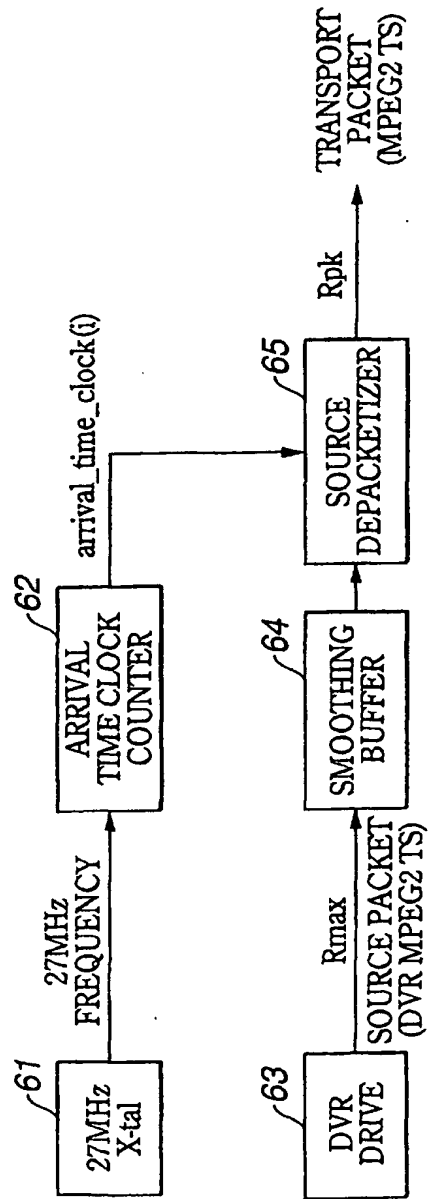 61
27MHz
X-tal
27MHz
FREQUENCY
62
ARRIVAL
TIME CLOCK
COUNTER
arrival_time_clock(i)
63
DVR
DRIVE
Rmax
SOURCE PACKET
(DVR MPEG2 TS)
64
SMOOTHING
BUFFER
65
SOURCE
DEPACKETIZER
Rpk
TRANSPORT
PACKET
(MPEG2 TS)